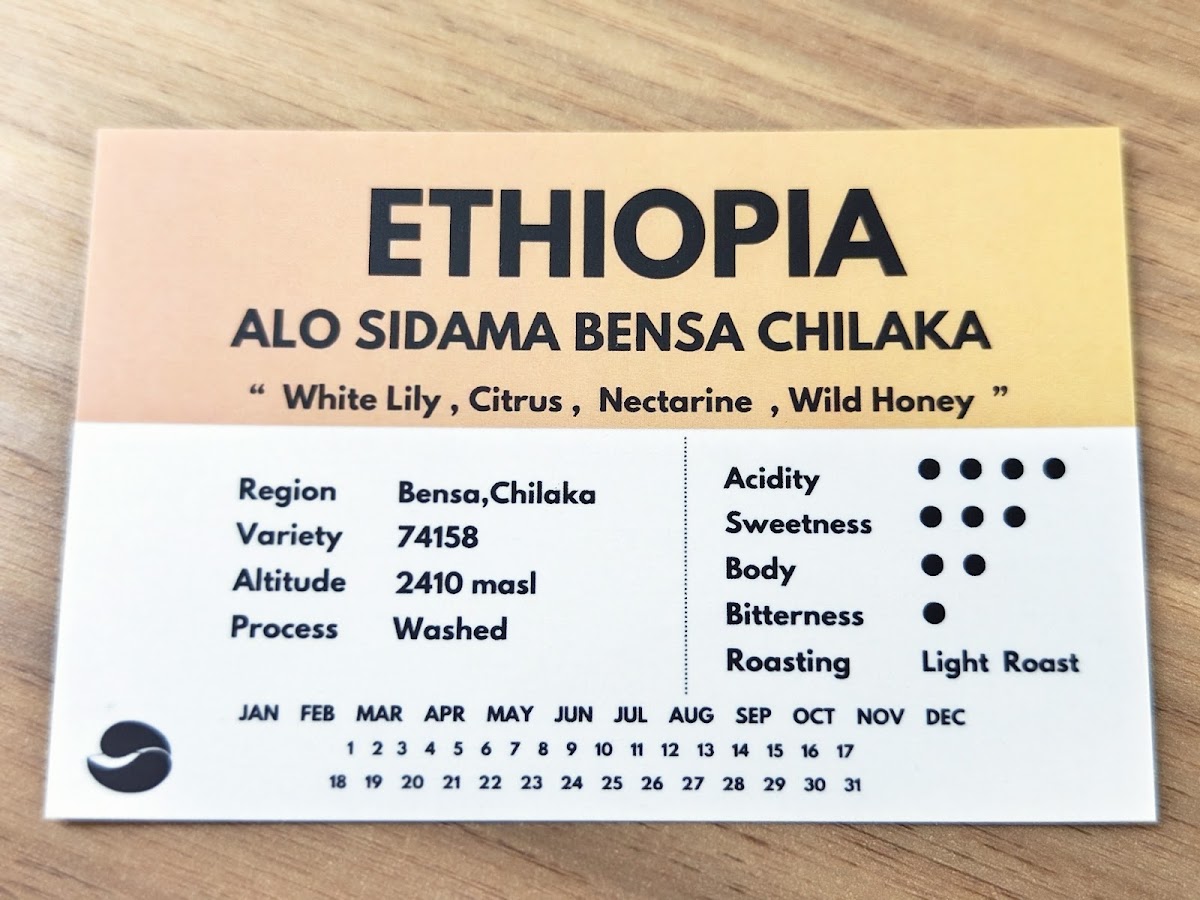 ETHIOPIA
ALO SIDAMA BENSA CHILAKA
“ White Lily , Citrus , Nectarine , Wild Honey ”
Region Bensa,Chilaka
Variety 74158
Altitude 2410 masl
Process Washed
Acidity ● ● ● ●
Sweetness ● ● ●
Body ● ●
Bitterness ●
Roasting Light Roast
JAN FEB MAR APR MAY JUN JUL AUG SEP OCT NOV DEC
1 2 3 4 5 6 7 8 9 10 11 12 13 14 15 16 17
18 19 20 21 22 23 24 25 26 27 28 29 30 31